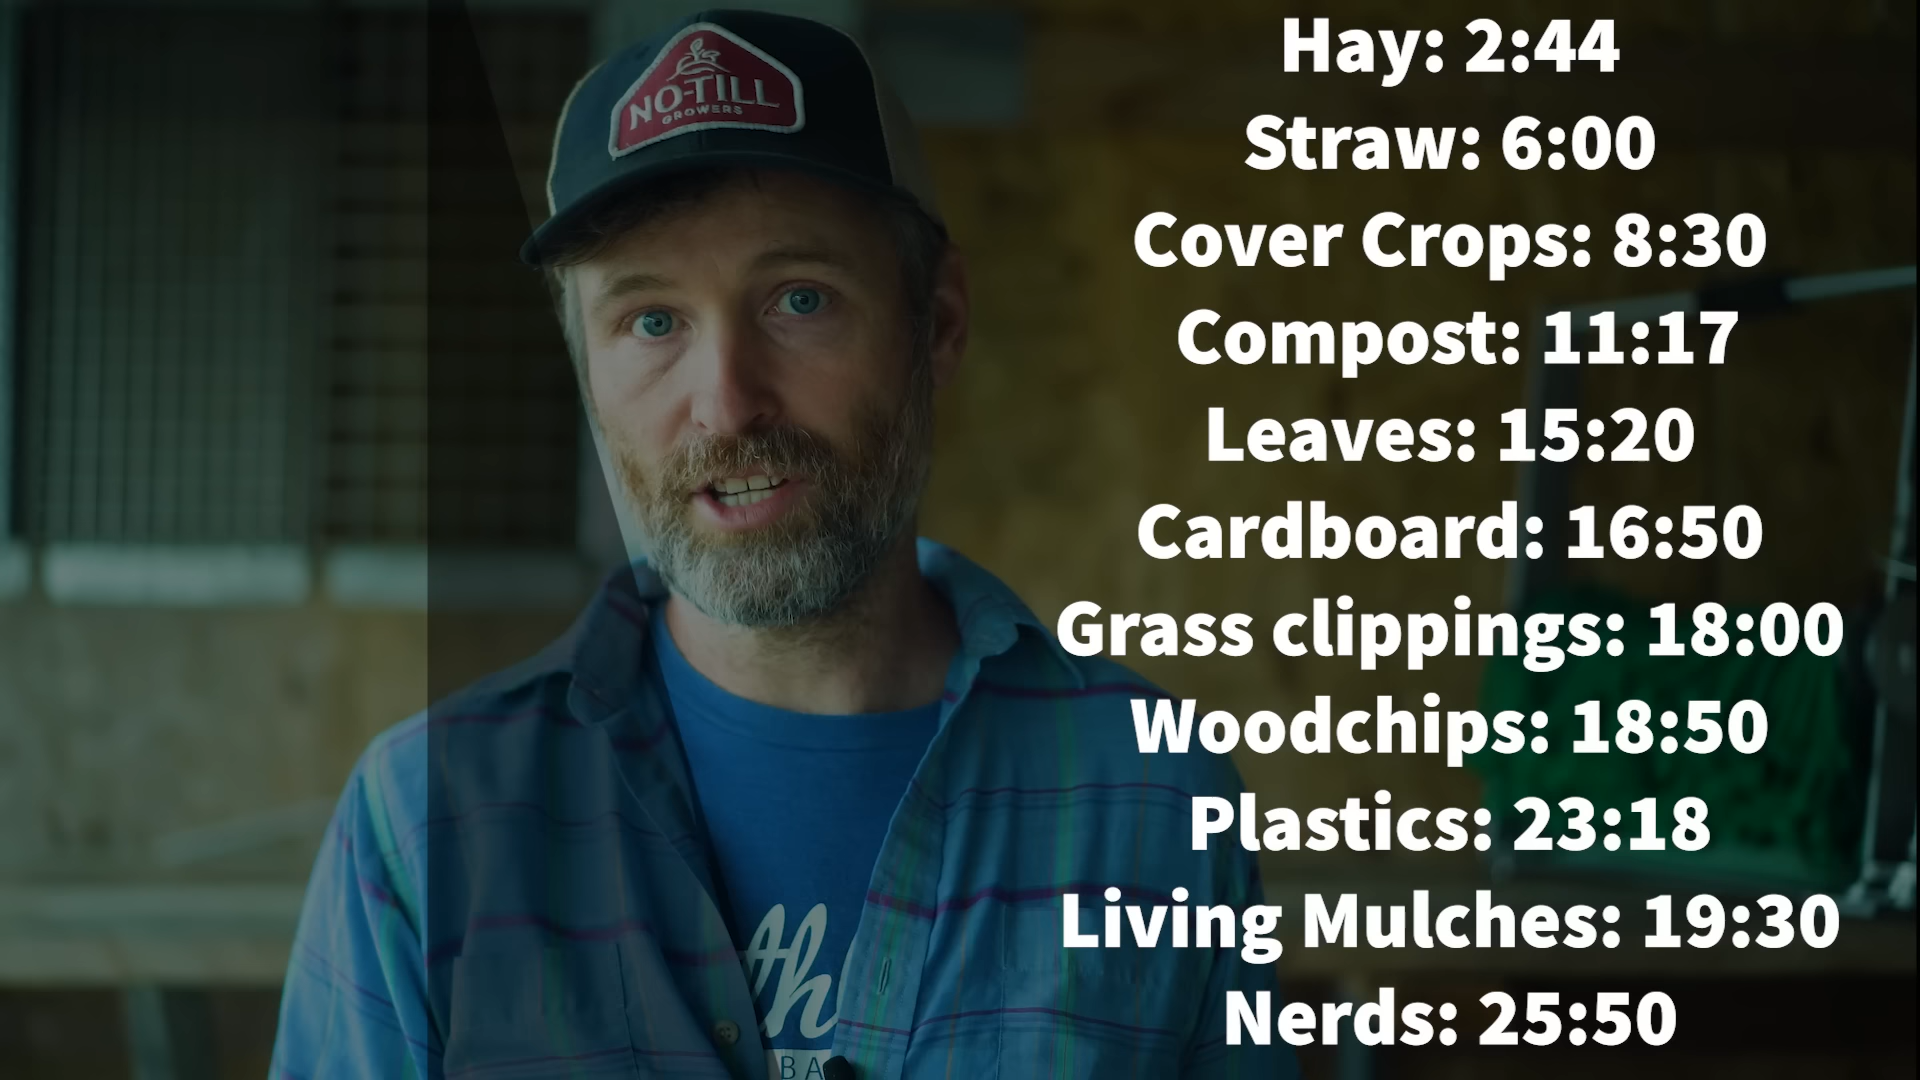 NO-TILL
GROWERS
Hay: 2:44
Straw: 6:00
Cover Crops: 8:30
Compost: 11:17
Leaves: 15:20
Cardboard: 16:50
Grass clippings: 18:00
Woodchips: 18:50
Plastics: 23:18
Living Mulches: 19:30
Nerds: 25:50